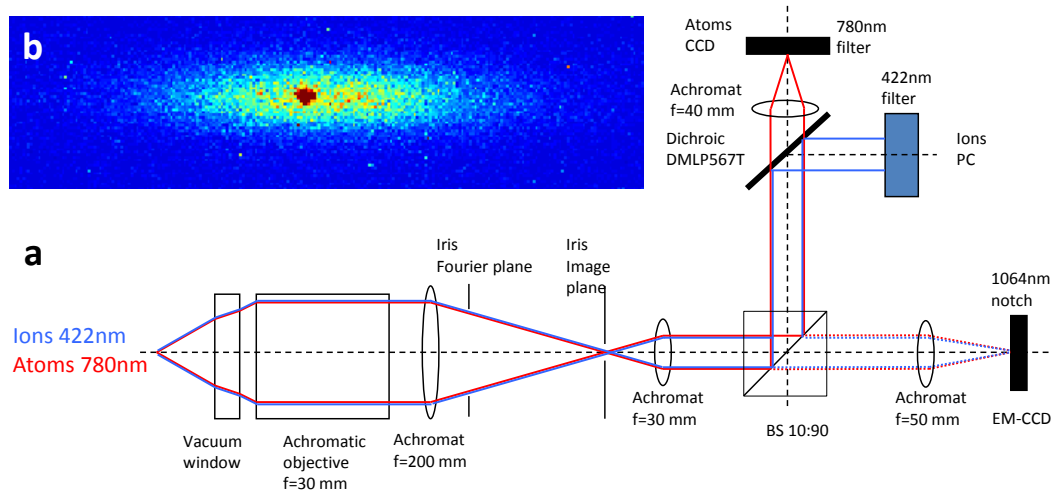 b
Atoms
CCD
780nm
filter
Achromat
f=40 mm
422nm
filter
Dichroic
DMLP567T
Ions
PC
a
Iris
Fourier plane
Iris
Image
plane
1064nm
notch
Ions 422nm
Atoms 780nm
Vacuum
window
Achromatic
objective
f=30 mm
Achromat
f=200 mm
Achromat
f=30 mm
BS 10:90
Achromat
f=50 mm
EM-CCD